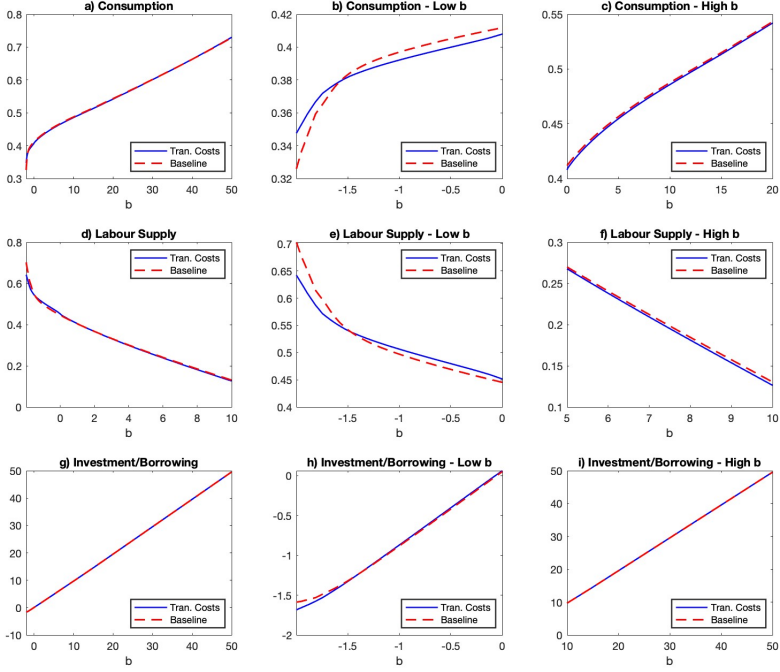 a) Consumption
0.8
0.7
0.6
0.5
0.4
0.3
0 10 20 30 40 50
b
Tran. Costs
Baseline
b) Consumption - Low b
0.42
0.4
0.38
0.36
0.34
0.32
-1.5 -1 -0.5 0
b
Tran. Costs
Baseline
c) Consumption - High b
0.55
0.5
0.45
0.4
0 5 10 15 20
b
Tran. Costs
Baseline
d) Labour Supply
0.8
0.6
0.4
0.2
0
0 2 4 6 8 10
b
Tran. Costs
Baseline
e) Labour Supply - Low b
0.7
0.65
0.6
0.55
0.5
0.45
0.4
-1.5 -1 -0.5 0
b
Tran. Costs
Baseline
f) Labour Supply - High b
0.3
0.25
0.2
0.15
0.1
5 6 7 8 9 10
b
Tran. Costs
Baseline
g) Investment/Borrowing
50
40
30
20
10
0
-10
0 10 20 30 40 50
b
Tran. Costs
Baseline
h) Investment/Borrowing - Low b
0
-0.5
-1
-1.5
-2
-1.5 -1 -0.5 0
b
Tran. Costs
Baseline
i) Investment/Borrowing - High b
50
40
30
20
10
0
10 20 30 40 50
b
Tran. Costs
Baseline